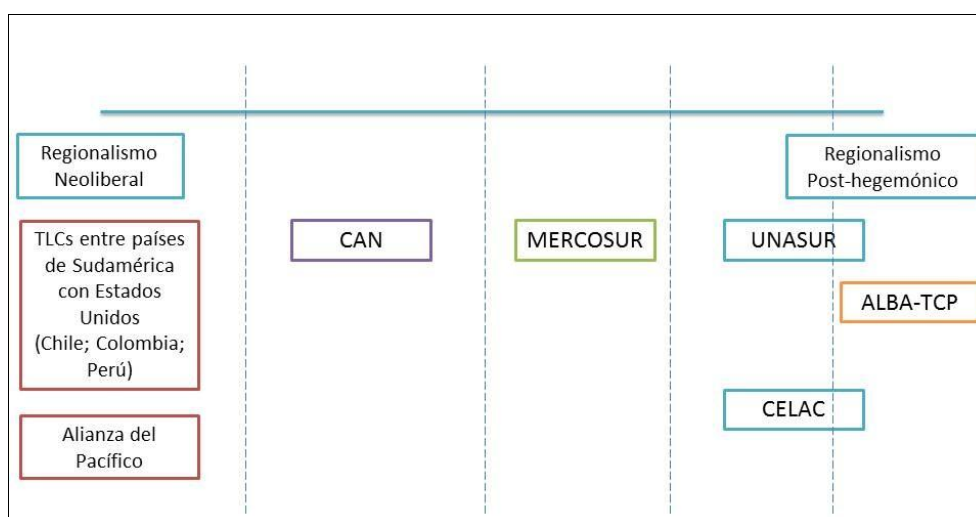 Regionalismo
Neoliberal
Regionalismo
Post-hegemónico
TLCs entre países
de Sudamérica
con Estados
Unidos
(Chile; Colombia;
Perú)
CAN
MERCOSUR
UNASUR
ALBA-TCP
CELAC
Alianza del
Pacífico